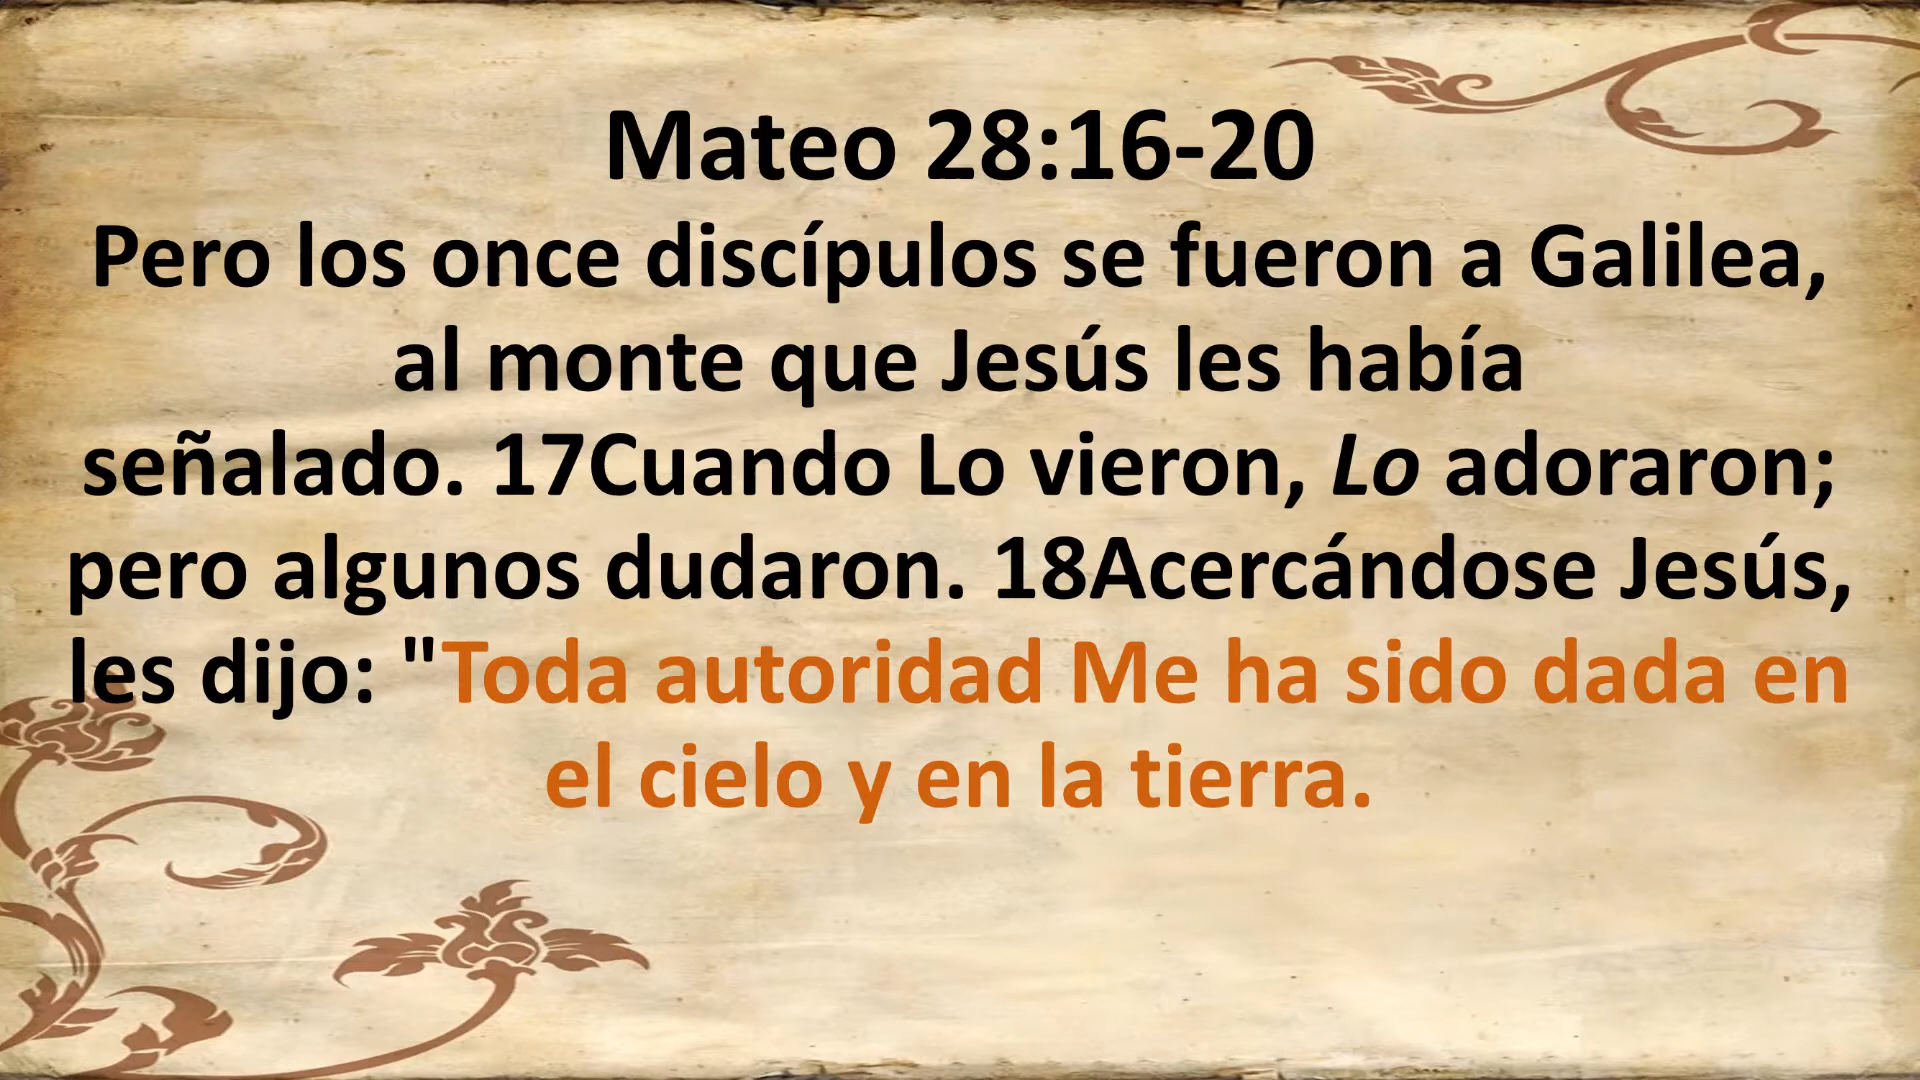 Mateo 28:16-20
Pero los once discípulos se fueron a Galilea,
al monte que Jesús les había
señalado. 17Cuando Lo vieron, Lo adoraron;
pero algunos dudaron. 18Acercándose Jesús,
les dijo: "Toda autoridad Me ha sido dada en
el cielo y en la tierra.